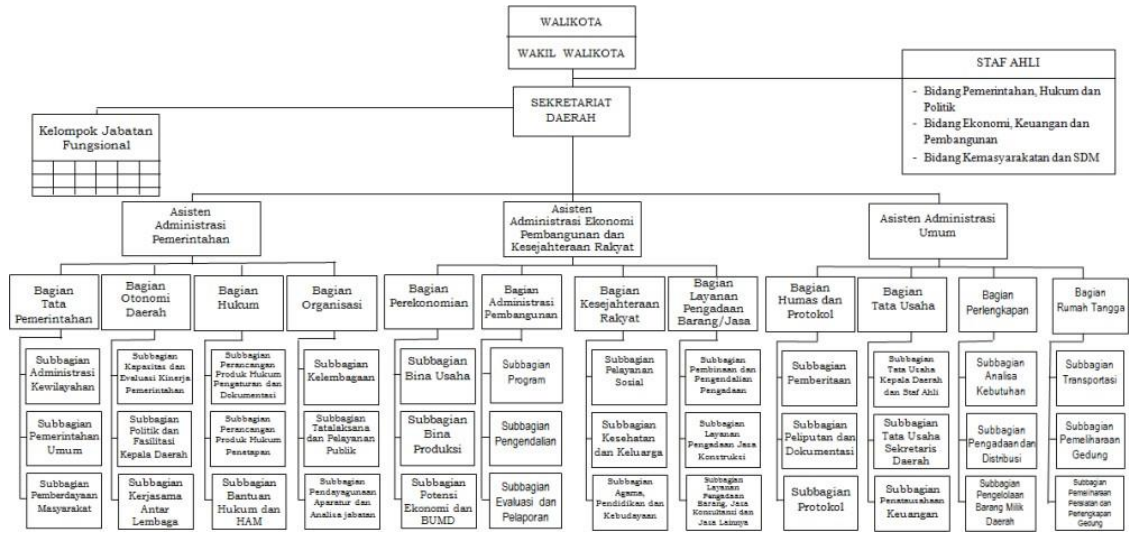 WALIKOTA
WAKIL WALIKOTA
STAF AHLI
- Bidang Pemerintahan, Hukum dan
Politik
- Bidang Ekonomi, Keuangan dan
Pembangunan
- Bidang Kemasyarakatan dan SDM
SEKRETARIAT
DAERAH
Kelompok Jabatan
Fungsional
Asisten
Administrasi
Pemerintahan
Asisten
Administrasi Ekonomi
Pembangunan dan
Kesejahteraan Rakyat
Asisten Administrasi
Umum
Bagian
Tata
Pemerintahan
Bagian
Otonomi
Daerah
Bagian
Hukum
Bagian
Organisasi
Bagian
Perekonomian
Bagian
Administrasi
Pembangunan
Bagian
Kesejahteraan
Rakyat
Bagian
Layanan
Pengadaan
Barang/Jasa
Bagian
Humas dan
Protokol
Bagian
Tata Usaha
Bagian
Perlengkapan
Bagian
Rumah Tangga
Subbagian
Administrasi
Kewilayahan
Subbagian
Kapasitas dan
Evaluasi Kinerja
Pemerintahan
Subbagian
Perancangan
Produk Hukum
Pengaturan dan
Dokumentasi
Subbagian
Kelembagaan
Subbagian
Bina Usaha
Subbagian
Program
Subbagian
Pelayanan
Sosial
Subbagian
Pembinaan dan
Pengendalian
Pengadaan
Subbagian
Pemberitaan
Subbagian
Tata Usaha
Kepala Daerah
dan Staf Ahli
Subbagian
Analisa
Kebutuhan
Subbagian
Transportasi
Subbagian
Pemerintahan
Umum
Subbagian
Politik dan
Fasilitasi
Kepala Daerah
Subbagian
Perancangan
Produk Hukum
Penetapan
Subbagian
Tatalaksana
dan Pelayanan
Publik
Subbagian
Bina
Produksi
Subbagian
Pengendalian
Subbagian
Kesehatan
dan Keluarga
Subbagian
Layanan
Pengadaan Jasa
Konstruksi
Subbagian
Peliputan dan
Dokumentasi
Subbagian
Tata Usaha
Sekretaris
Daerah
Subbagian
Pengadaan dan
Distribusi
Subbagian
Pemeliharaan
Gedung
Subbagian
Pemberdayaan
Masyarakat
Subbagian
Kerjasama
Antar
Lembaga
Subbagian
Bantuan
Hukum dan
HAM
Subbagian
Pendayagunaan
Aparatur dan
Analisa jabatan
Subbagian
Potensi
Ekonomi dan
BUMD
Subbagian
Evaluasi dan
Pelaporan
Subbagian
Agama,
Pendidikan dan
Kebudayaan
Subbagian
Layanan
Pengadaan
Barang, Jasa
Konsultansi dan
Jasa Lainnya
Subbagian
Protokol
Subbagian
Penatausahaan
Keuangan
Subbagian
Pengelolaan
Barang Milik
Daerah
Subbagian
Pemeliharaan
Peralatan dan
Perlengkapan
Gedung